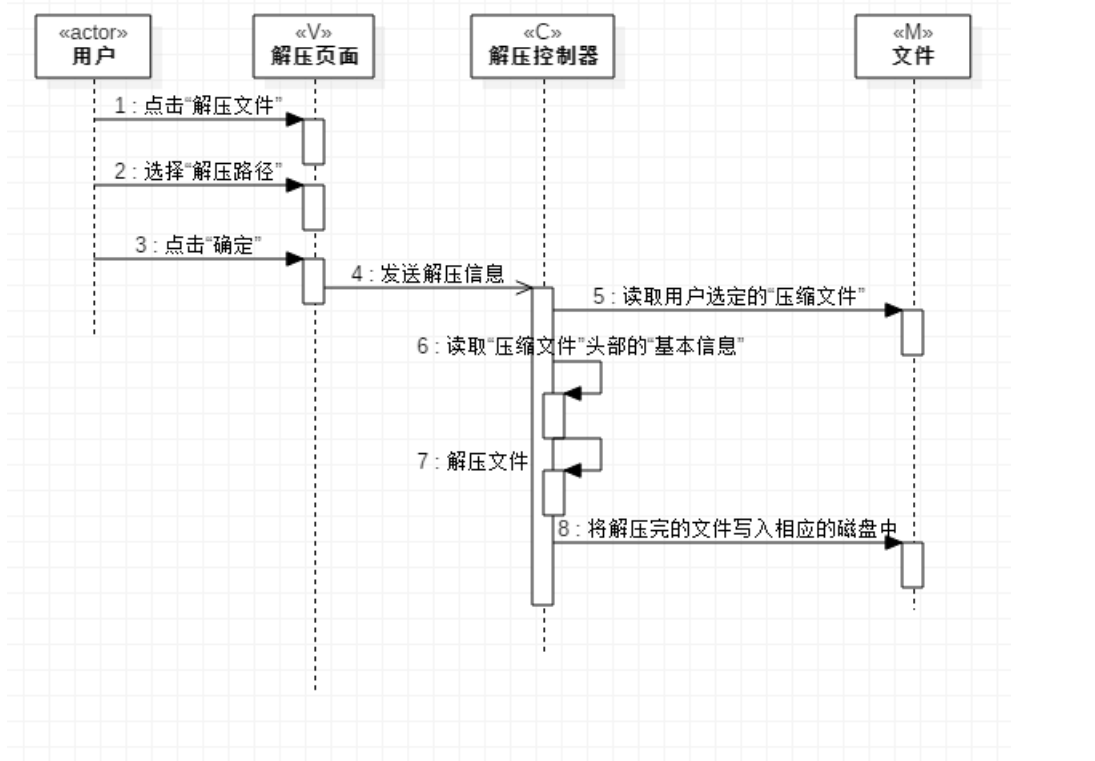 «actor»
用户
«V»
解压页面
«C»
解压控制器
«M»
文件
1 : 点击“解压文件”
2 : 选择“解压路径”
3 : 点击“确定”
4 : 发送解压信息
5 : 读取用户选定的“压缩文件”
6 : 读取“压缩文件”头部的“基本信息”
7 : 解压文件
8 : 将解压完的文件写入相应的磁盘中